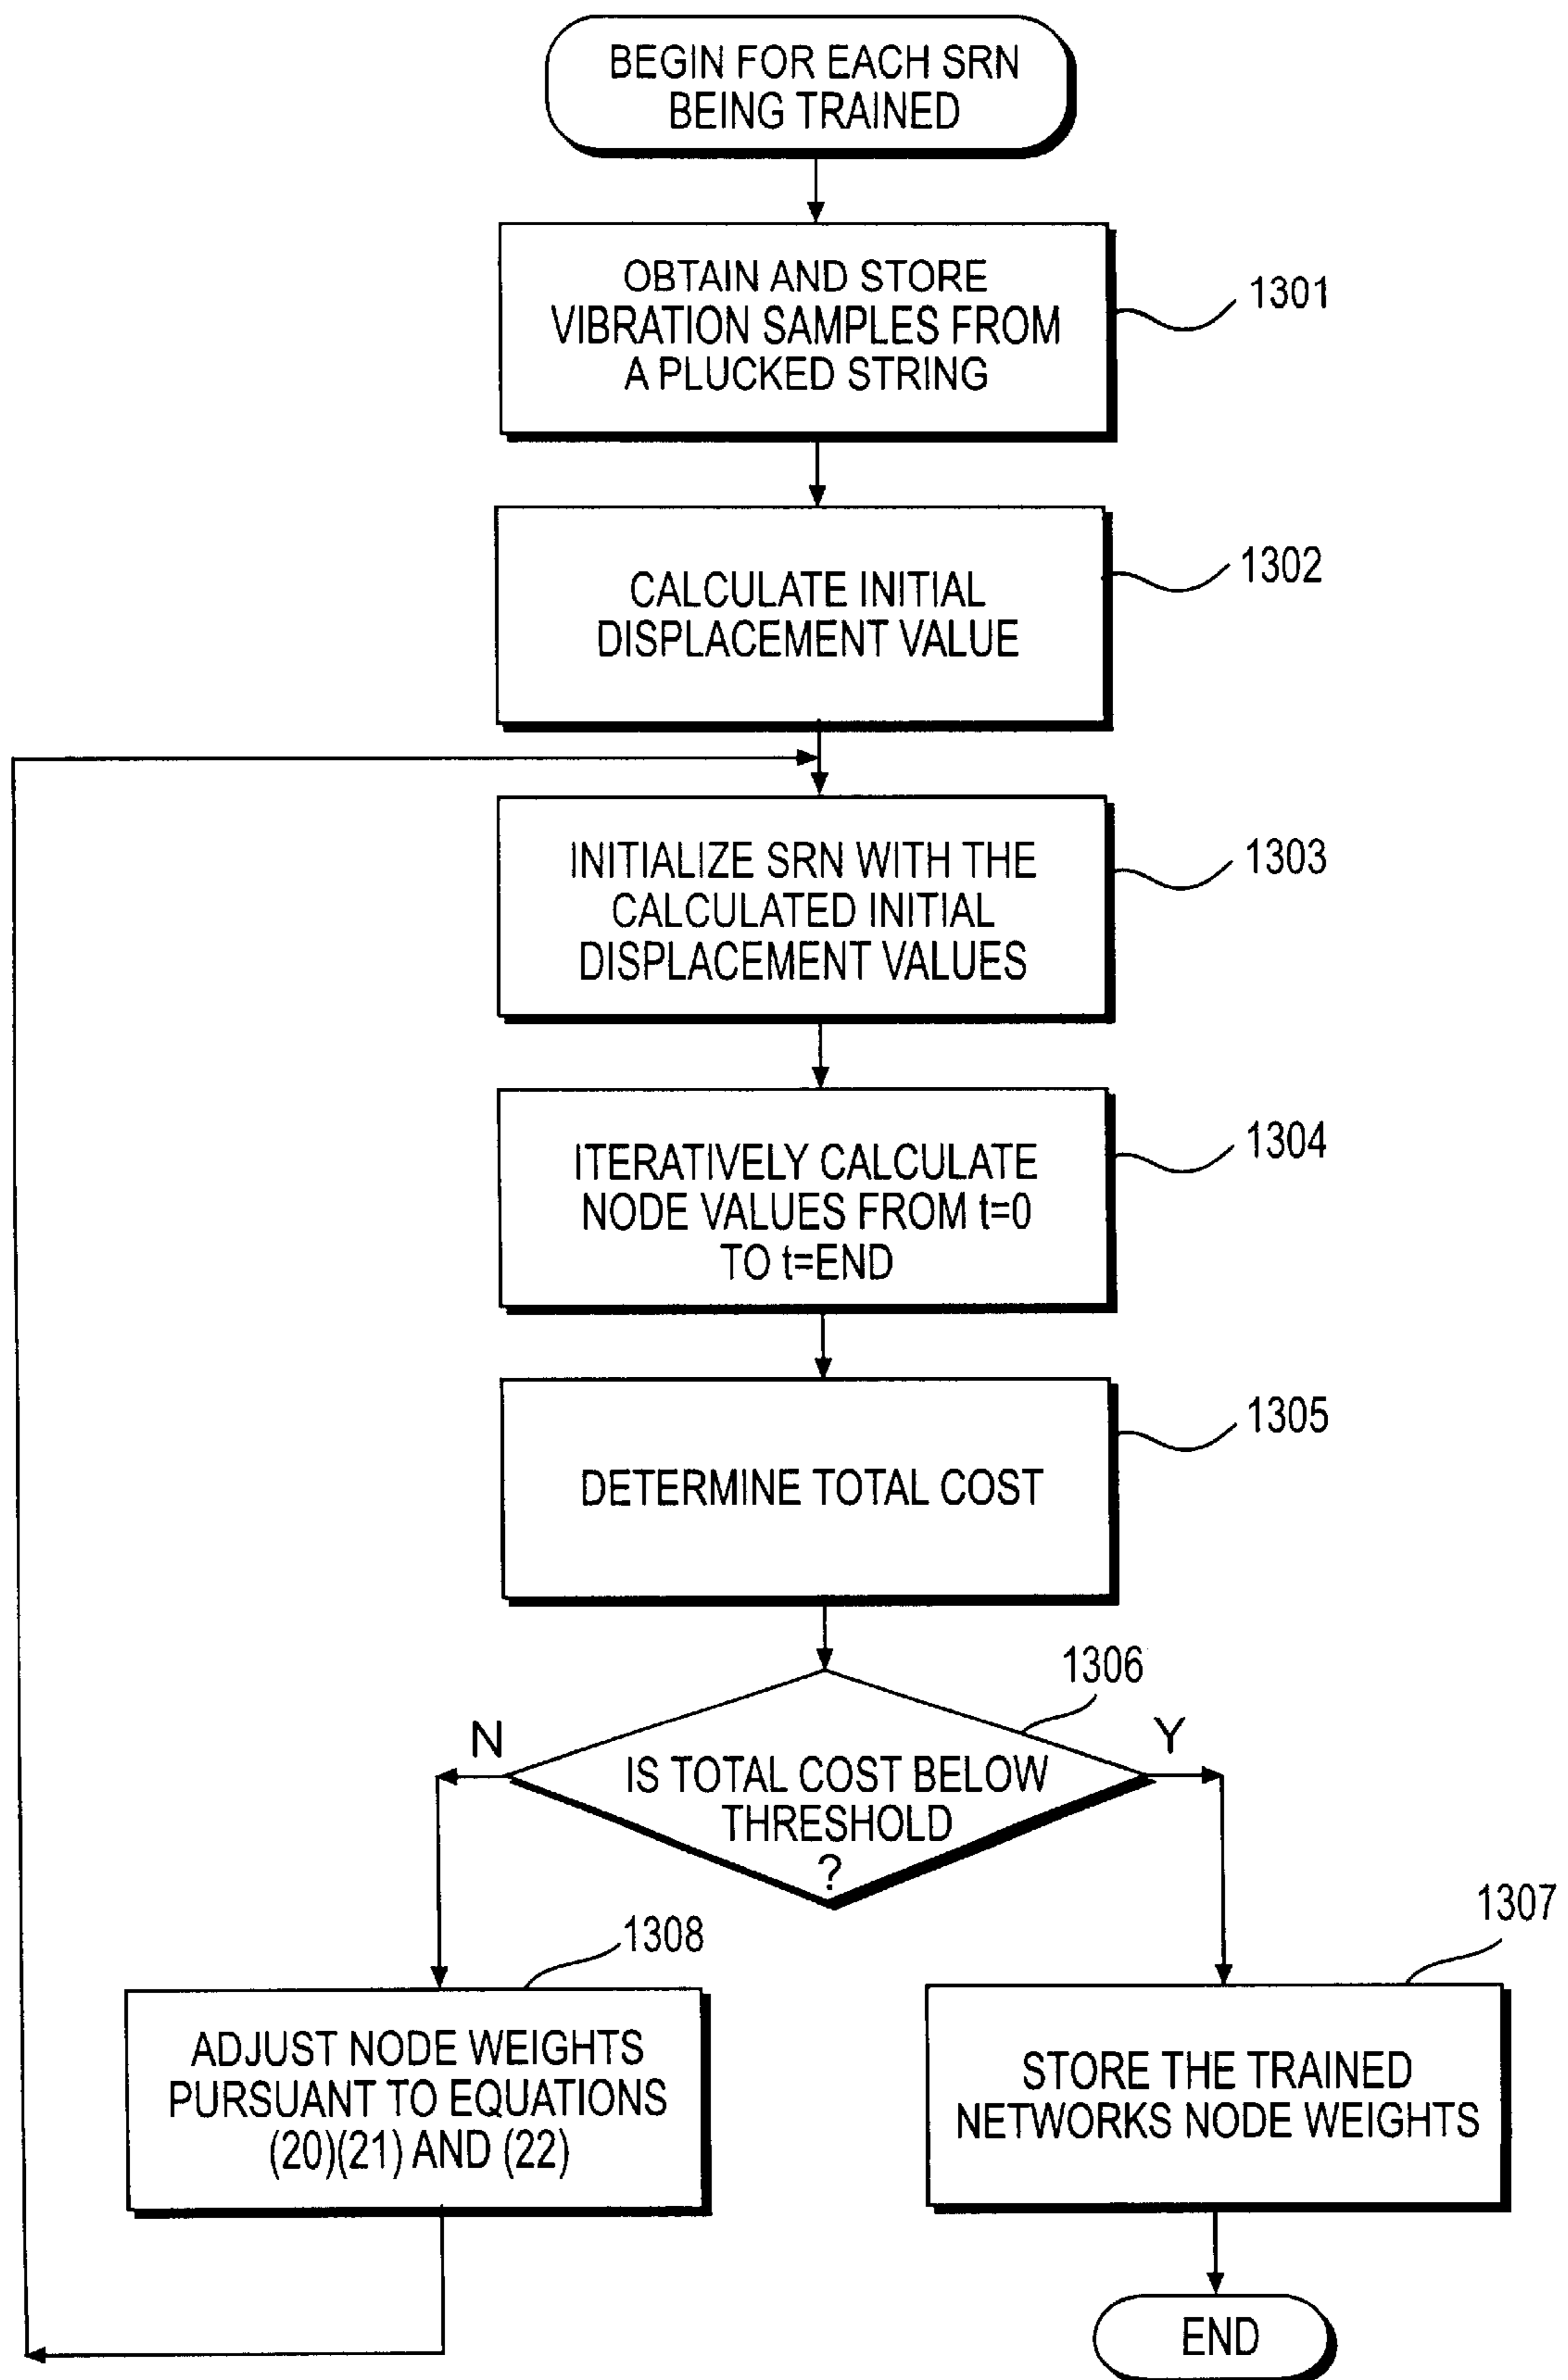 BEGIN FOR EACH SRN
BEING TRAINED
OBTAIN AND STORE
VIBRATION SAMPLES FROM
A PLUCKED STRING
1301
CALCULATE INITIAL
DISPLACEMENT VALUE
1302
INITIALIZE SRN WITH THE
CALCULATED INITIAL
DISPLACEMENT VALUES
1303
ITERATIVELY CALCULATE
NODE VALUES FROM t=0
TO t=END
1304
DETERMINE TOTAL COST
1305
1306
N
Y
IS TOTAL COST BELOW
THRESHOLD
?
1308
ADJUST NODE WEIGHTS
PURSUANT TO EQUATIONS
(20)(21) AND (22)
1307
STORE THE TRAINED
NETWORKS NODE WEIGHTS
END